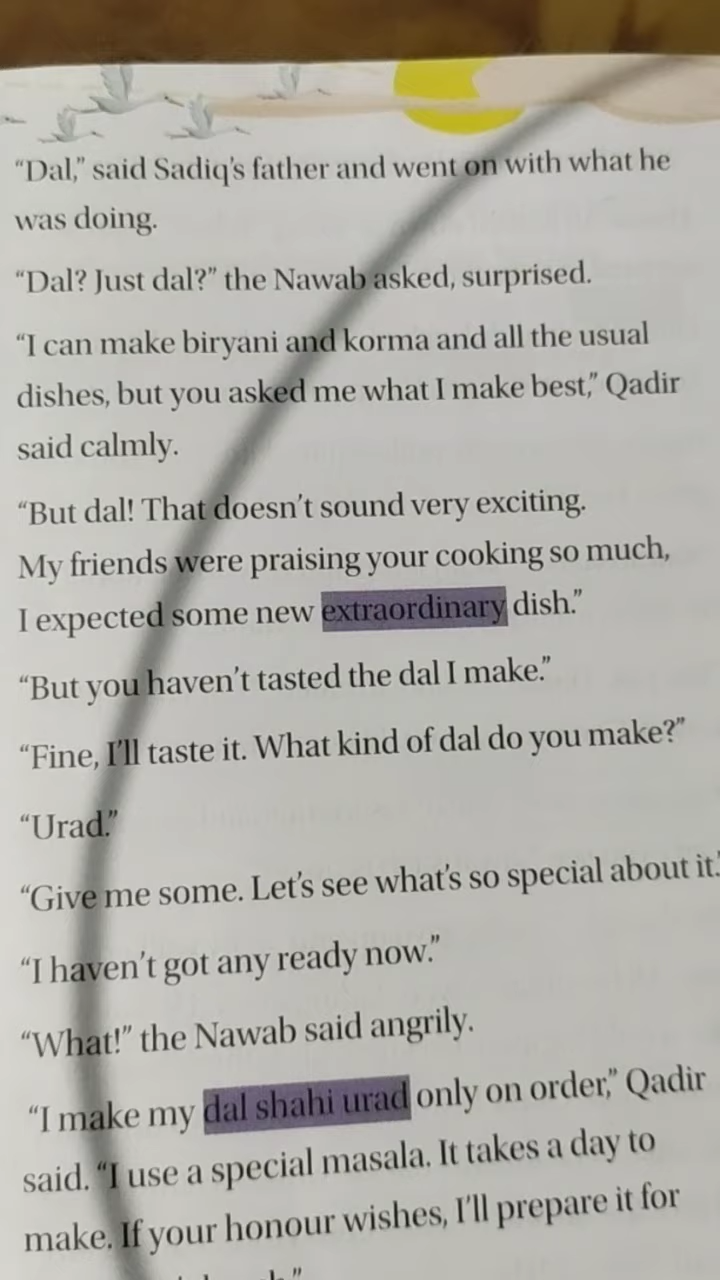 “Dal,” said Sadiq’s father and went on with what he
was doing.
“Dal? Just dal?” the Nawab asked, surprised.
“I can make biryani and korma and all the usual
dishes, but you asked me what I make best,” Qadir
said calmly.
“But dal! That doesn’t sound very exciting.
My friends were praising your cooking so much,
I expected some new extraordinary dish.”
“But you haven’t tasted the dal I make.”
“Fine, I’ll taste it. What kind of dal do you make?”
“Urad.”
“Give me some. Let’s see what’s so special about it.”
“I haven’t got any ready now.”
“What!” the Nawab said angrily.
“I make my dal shahi urad only on order,” Qadir
said. “I use a special masala. It takes a day to
make. If your honour wishes, I’ll prepare it for